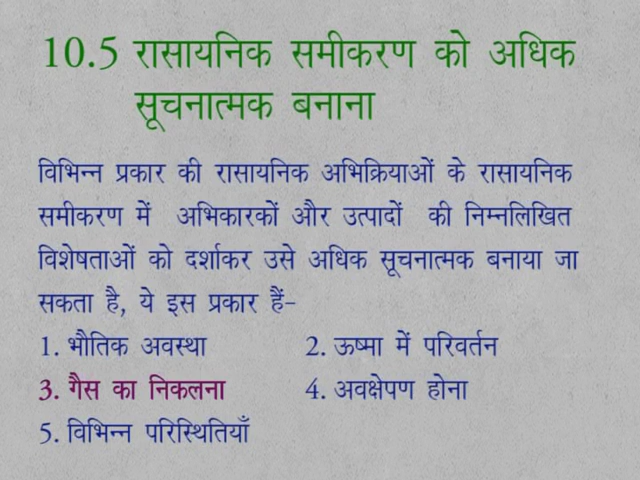 10.5 रासायनिक समीकरण को अधिक
सूचनात्मक बनाना
विभिन्न प्रकार की रासायनिक अभिक्रियाओं के रासायनिक
समीकरण में अभिकारकों और उत्पादों की निम्नलिखित
विशेषताओं को दर्शाकर उसे अधिक सूचनात्मक बनाया जा
सकता है, ये इस प्रकार हैं-
1. भौतिक अवस्था 2. ऊष्मा में परिवर्तन
3. गैस का निकलना 4. अवक्षेपण होना
5. विभिन्न परिस्थितियाँ